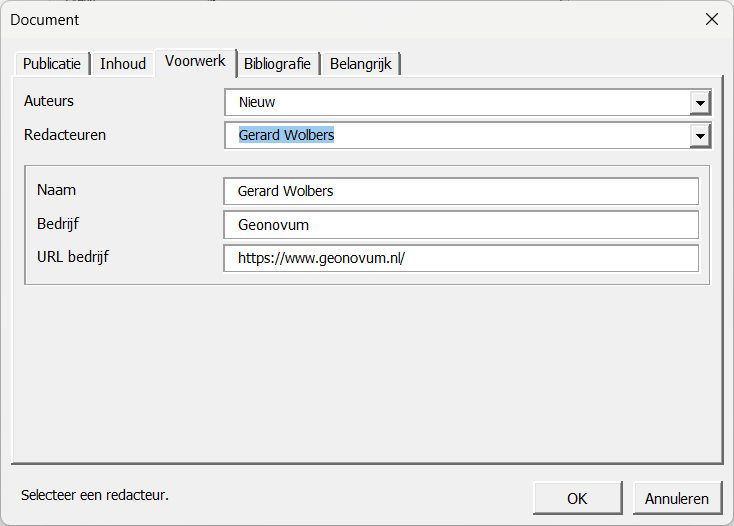 Document
Publicatie Inhoud Voorwerk Bibliografie Belangrijk
Auteurs Nieuw
Redacteuren Gerard Wolbers
Naam Gerard Wolbers
Bedrijf Geonovum
URL bedrijf https://www.geonovum.nl/
Selecteer een redacteur. OK Annuleren